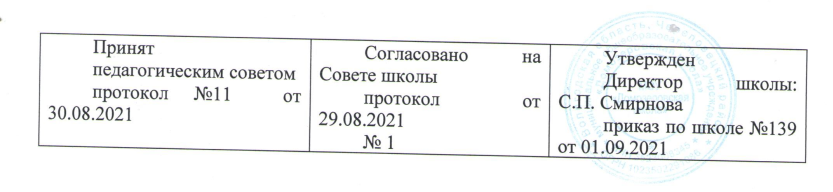 Принят
педагогическим советом
протокол №11 от
30.08.2021
Согласовано на
Совете школы
протокол от
29.08.2021
№ 1
Утвержден
Директор школы:
С.П. Смирнова
приказ по школе №139
от 01.09.2021